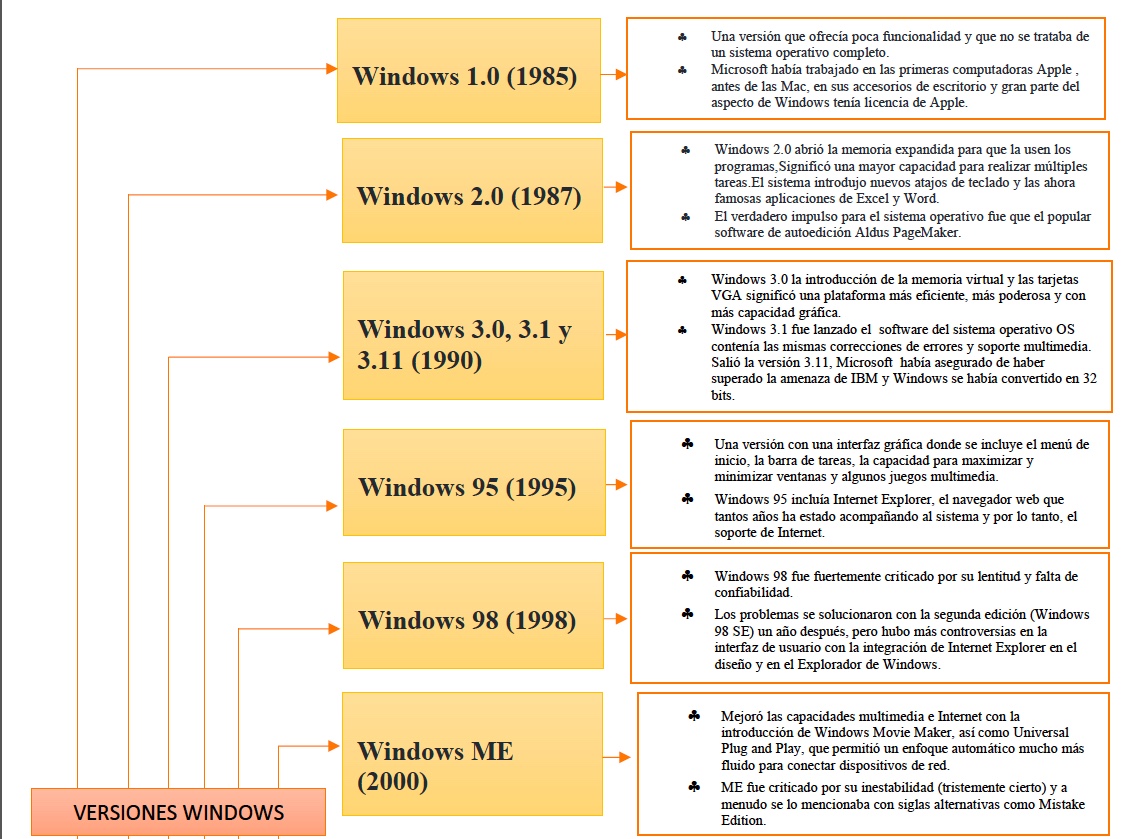 Windows 1.0 (1985)
♣ Una versión que ofrecía poca funcionalidad y que no se trataba de
un sistema operativo completo.
♣ Microsoft había trabajado en las primeras computadoras Apple ,
antes de las Mac, en sus accesorios de escritorio y gran parte del
aspecto de Windows tenía licencia de Apple.
Windows 2.0 (1987)
♣ Windows 2.0 abrió la memoria expandida para que la usen los
programas,Significó una mayor capacidad para realizar múltiples
tareas.El sistema introdujo nuevos atajos de teclado y las ahora
famosas aplicaciones de Excel y Word.
♣ El verdadero impulso para el sistema operativo fue que el popular
software de autoedición Aldus PageMaker.
Windows 3.0, 3.1 y
3.11 (1990)
♣ Windows 3.0 la introducción de la memoria virtual y las tarjetas
VGA significó una plataforma más eficiente, más poderosa y con
más capacidad gráfica.
♣ Windows 3.1 fue lanzado el software del sistema operativo OS
contenía las mismas correcciones de errores y soporte multimedia.
Salió la versión 3.11, Microsoft había asegurado de haber
superado la amenaza de IBM y Windows se había convertido en 32
bits.
Windows 95 (1995)
♣ Una versión con una interfaz gráfica donde se incluye el menú de
inicio, la barra de tareas, la capacidad para maximizar y
minimizar ventanas y algunos juegos multimedia.
♣ Windows 95 incluía Internet Explorer, el navegador web que
tantos años ha estado acompañando al sistema y por lo tanto, el
soporte de Internet.
Windows 98 (1998)
♣ Windows 98 fue fuertemente criticado por su lentitud y falta de
confiabilidad.
♣ Los problemas se solucionaron con la segunda edición (Windows
98 SE) un año después, pero hubo más controversias en la
interfaz de usuario con la integración de Internet Explorer en el
diseño y en el Explorador de Windows.
Windows ME
(2000)
♣ Mejoró las capacidades multimedia e Internet con la
introducción de Windows Movie Maker, así como Universal
Plug and Play, que permitió un enfoque automático mucho más
fluido para conectar dispositivos de red.
♣ ME fue criticado por su inestabilidad (tristemente cierto) y a
menudo se lo mencionaba con siglas alternativas como Mistake
Edition.
VERSIONES WINDOWS